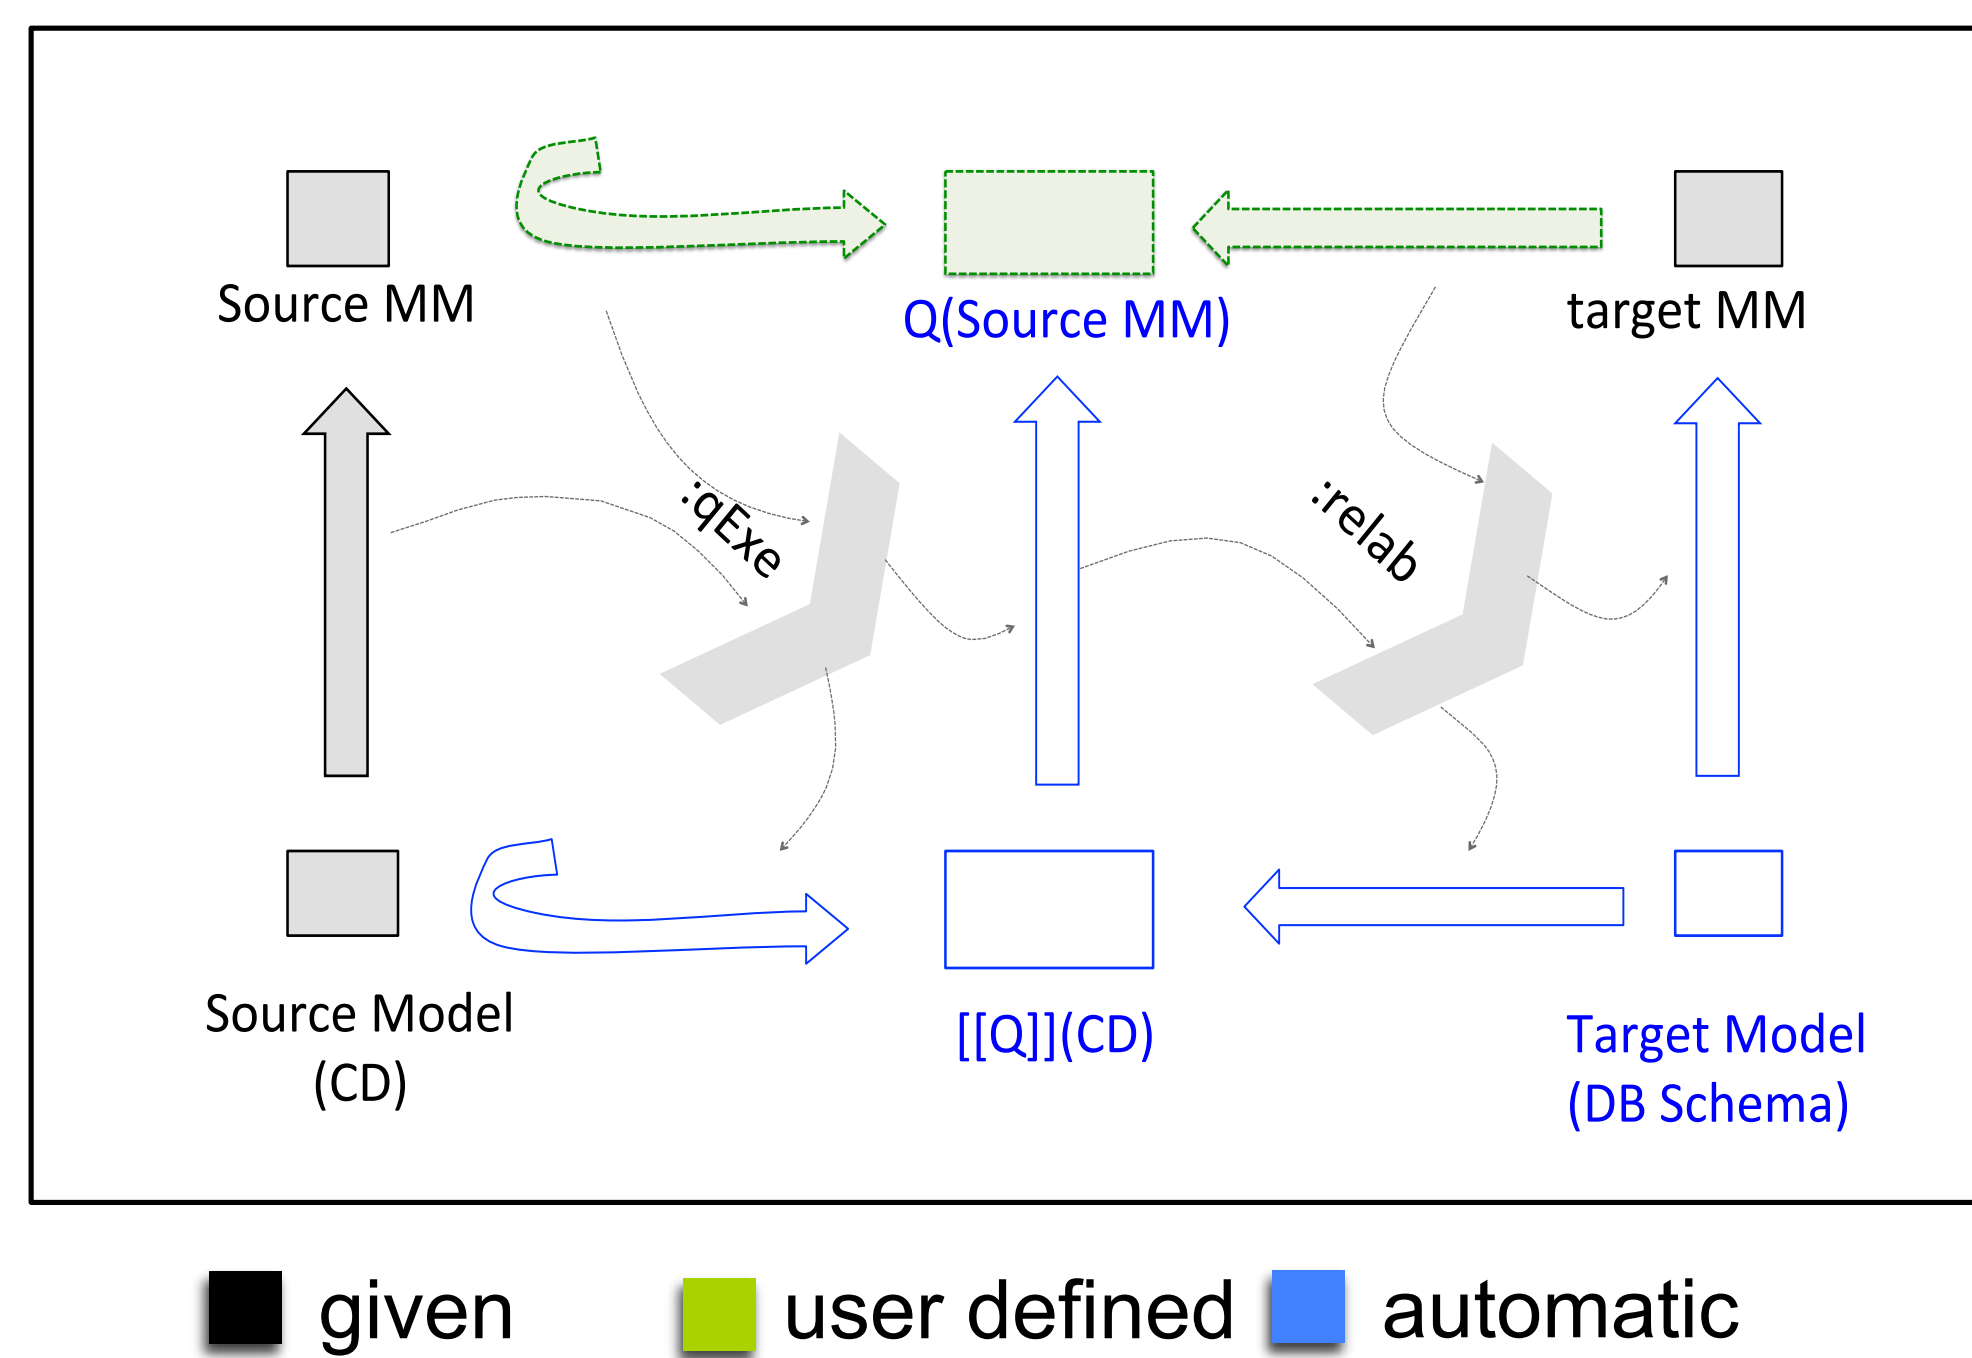 Source MM
Q(Source MM)
target MM
:qExe
:relab
Source Model
(CD)
[[Q]](CD)
Target Model
(DB Schema)
given
user defined
automatic